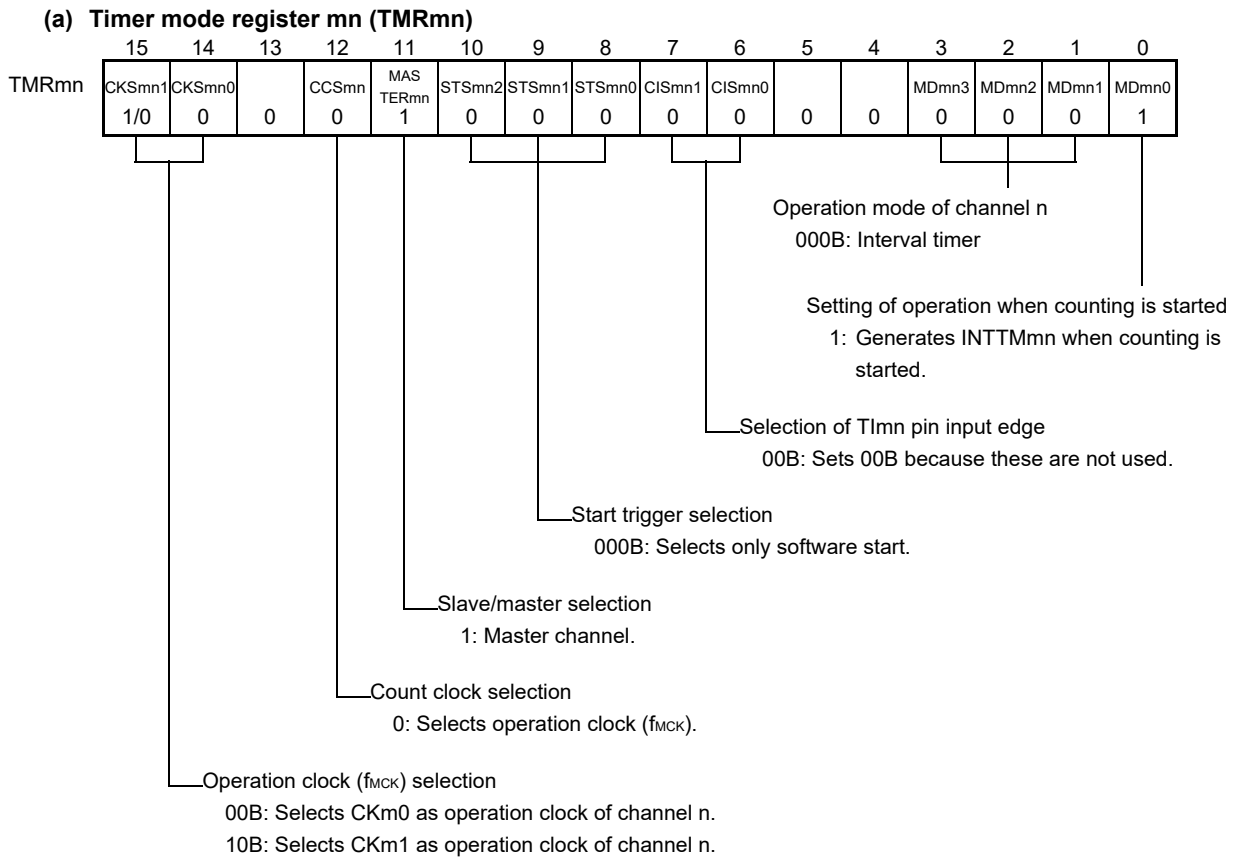 (a) Timer mode register mn (TMRmn)
15 14 13 12 11 10 9 8 7 6 5 4 3 2 1 0
TMRmn CKSmn1 CKSmn0 CCSmn MAS TERmn STSmn2 STSmn1 STSmn0 CISmn1 CISmn0 MDmn3 MDmn2 MDmn1 MDmn0
1/0 0 0 0 1 0 0 0 0 0 0 0 0 0 0 1
Operation mode of channel n
000B: Interval timer
Setting of operation when counting is started
1: Generates INTTMmn when counting is
started.
Selection of TImn pin input edge
00B: Sets 00B because these are not used.
Start trigger selection
000B: Selects only software start.
Slave/master selection
1: Master channel.
Count clock selection
0: Selects operation clock (fMCK).
Operation clock (fMCK) selection
00B: Selects CKm0 as operation clock of channel n.
10B: Selects CKm1 as operation clock of channel n.